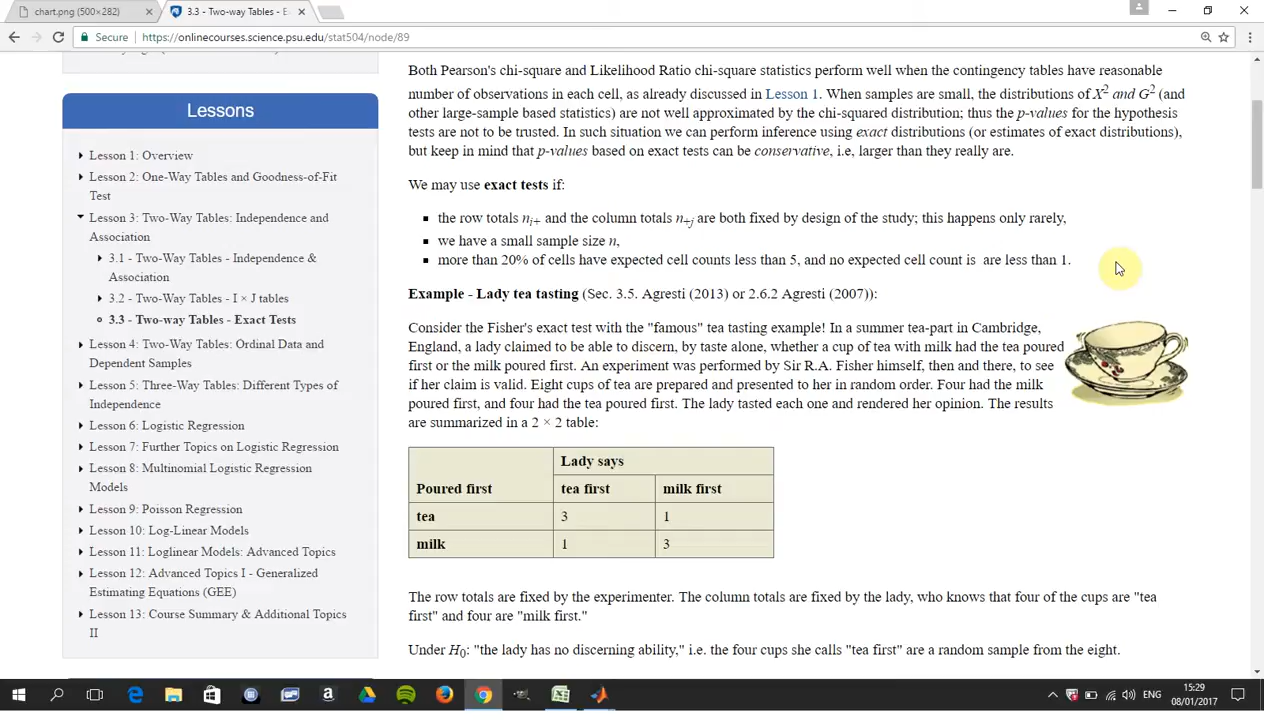 chart.png (500×282)
3.3 - Two-way Tables - E
Secure
https://onlinecourses.science.psu.edu/stat504/node/89
Lessons
Lesson 1: Overview
Lesson 2: One-Way Tables and Goodness-of-Fit
Test
Lesson 3: Two-Way Tables: Independence and
Association
3.1 - Two-Way Tables - Independence &
Association
3.2 - Two-Way Tables - I × J tables
3.3 - Two-way Tables - Exact Tests
Lesson 4: Two-Way Tables: Ordinal Data and
Dependent Samples
Lesson 5: Three-Way Tables: Different Types of
Independence
Lesson 6: Logistic Regression
Lesson 7: Further Topics on Logistic Regression
Lesson 8: Multinomial Logistic Regression
Models
Lesson 9: Poisson Regression
Lesson 10: Log-Linear Models
Lesson 11: Loglinear Models: Advanced Topics
Lesson 12: Advanced Topics I - Generalized
Estimating Equations (GEE)
Lesson 13: Course Summary & Additional Topics
II
Both Pearson's chi-square and Likelihood Ratio chi-square statistics perform well when the contingency tables have reasonable
number of observations in each cell, as already discussed in Lesson 1. When samples are small, the distributions of X² and G² (and
other large-sample based statistics) are not well approximated by the chi-squared distribution; thus the p-values for the hypothesis
tests are not to be trusted. In such situation we can perform inference using exact distributions (or estimates of exact distributions),
but keep in mind that p-values based on exact tests can be conservative, i.e, larger than they really are.
We may use exact tests if:
the row totals nᵢ₊ and the column totals n₊ⱼ are both fixed by design of the study; this happens only rarely,
we have a small sample size n,
more than 20% of cells have expected cell counts less than 5, and no expected cell count is are less than 1.
Example - Lady tea tasting (Sec. 3.5. Agresti (2013) or 2.6.2 Agresti (2007)):
Consider the Fisher's exact test with the "famous" tea tasting example! In a summer tea-part in Cambridge,
England, a lady claimed to be able to discern, by taste alone, whether a cup of tea with milk had the tea poured
first or the milk poured first. An experiment was performed by Sir R.A. Fisher himself, then and there, to see
if her claim is valid. Eight cups of tea are prepared and presented to her in random order. Four had the milk
poured first, and four had the tea poured first. The lady tasted each one and rendered her opinion. The results
are summarized in a 2 × 2 table:
Lady says
Poured first tea first milk first
tea 3 1
milk 1 3
The row totals are fixed by the experimenter. The column totals are fixed by the lady, who knows that four of the cups are "tea
first" and four are "milk first."
Under H₀: "the lady has no discerning ability," i.e. the four cups she calls "tea first" are a random sample from the eight.
ENG
15:29
08/01/2017